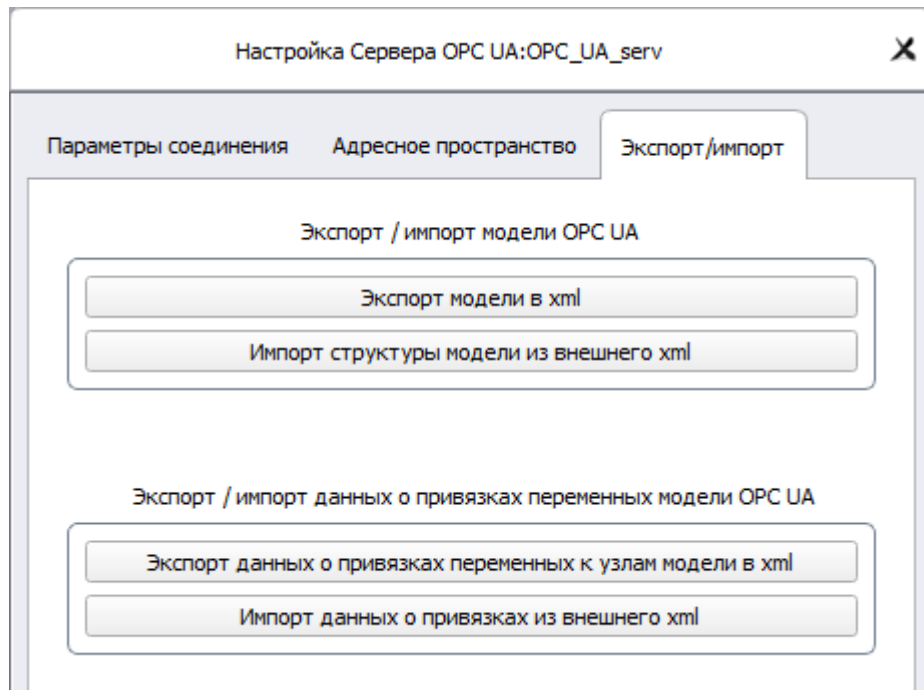 Настройка Сервера OPC UA:OPC_UA_serv
Параметры соединения Адресное пространство Экспорт/импорт
Экспорт / импорт модели OPC UA
Экспорт модели в xml
Импорт структуры модели из внешнего xml
Экспорт / импорт данных о привязках переменных модели OPC UA
Экспорт данных о привязках переменных к узлам модели в xml
Импорт данных о привязках из внешнего xml